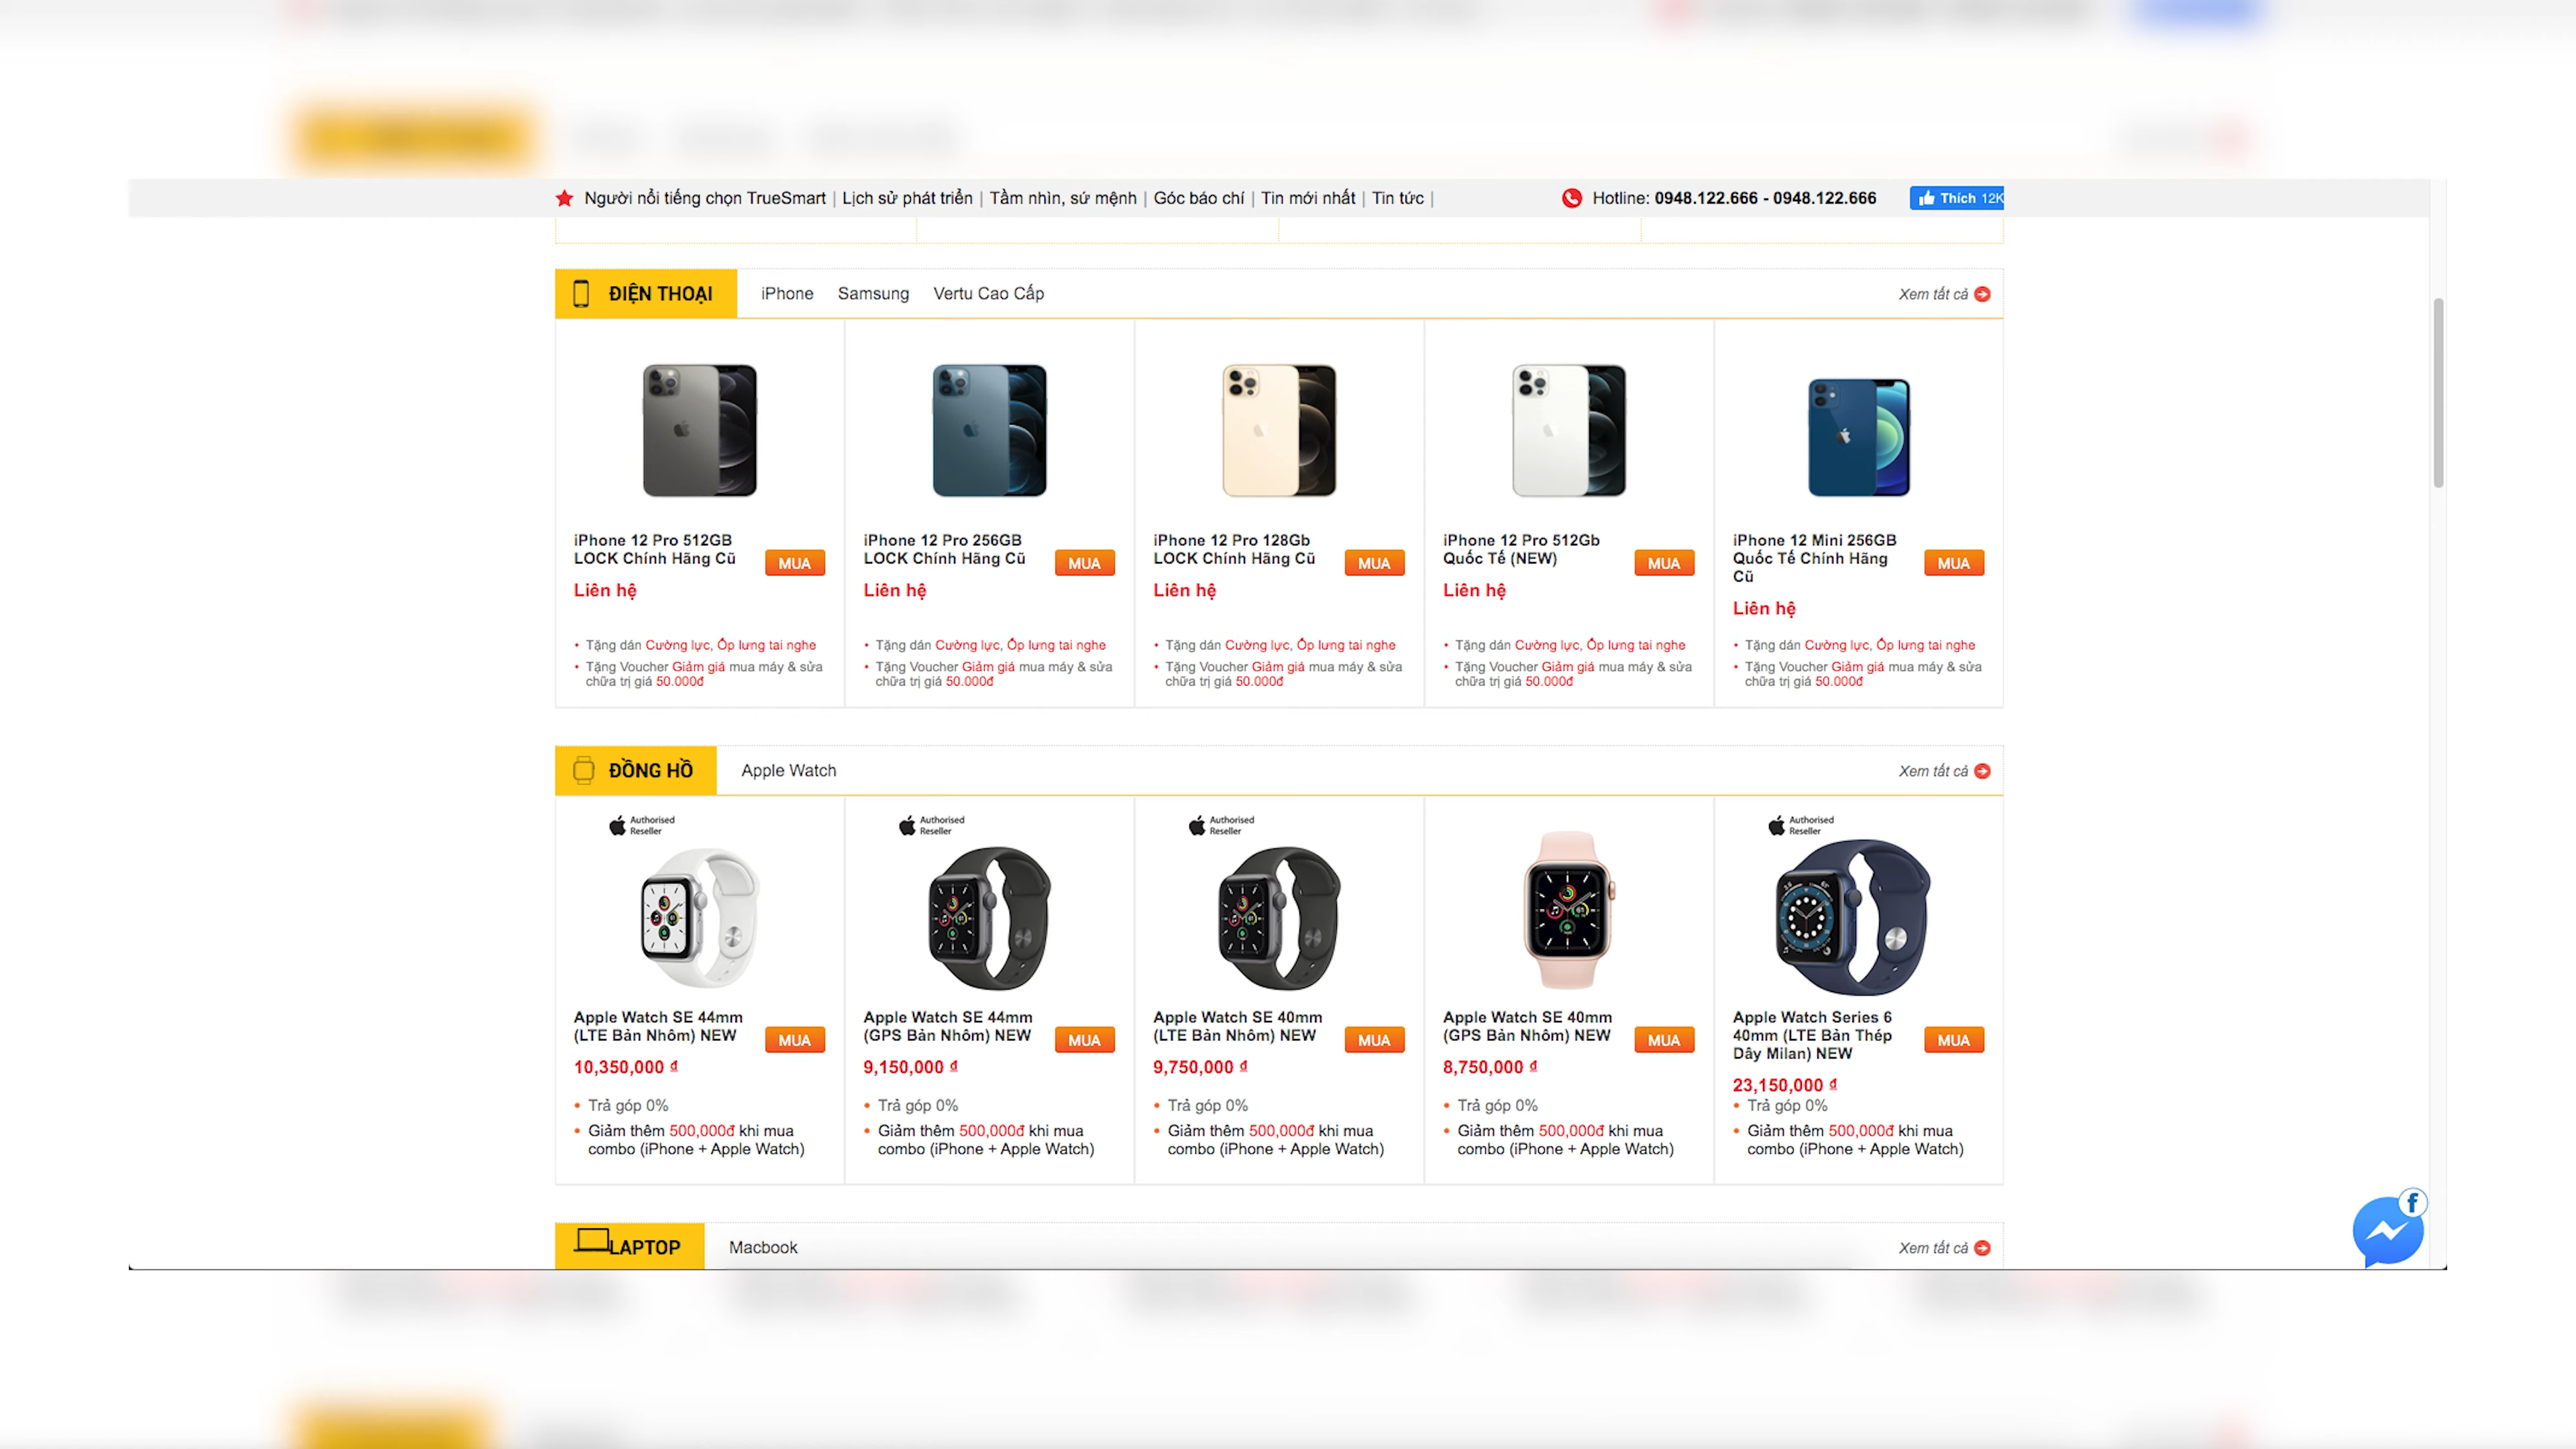 Người nổi tiếng chọn TrueSmart | Lịch sử phát triển | Tầm nhìn, sứ mệnh | Góc báo chí | Tin mới nhất | Tin tức |
Hotline: 0948.122.666 - 0948.122.666
Thích 12K
ĐIỆN THOẠI
iPhone
Samsung
Vertu Cao Cấp
Xem tất cả
iPhone 12 Pro 512GB
LOCK Chính Hãng Cũ
MUA
Liên hệ
Tặng dán Cường lực, Ốp lưng tai nghe
Tặng Voucher Giảm giá mua máy & sửa
chữa trị giá 50.000đ
iPhone 12 Pro 256GB
LOCK Chính Hãng Cũ
MUA
Liên hệ
Tặng dán Cường lực, Ốp lưng tai nghe
Tặng Voucher Giảm giá mua máy & sửa
chữa trị giá 50.000đ
iPhone 12 Pro 128Gb
LOCK Chính Hãng Cũ
MUA
Liên hệ
Tặng dán Cường lực, Ốp lưng tai nghe
Tặng Voucher Giảm giá mua máy & sửa
chữa trị giá 50.000đ
iPhone 12 Pro 512Gb
Quốc Tế (NEW)
MUA
Liên hệ
Tặng dán Cường lực, Ốp lưng tai nghe
Tặng Voucher Giảm giá mua máy & sửa
chữa trị giá 50.000đ
iPhone 12 Mini 256GB
Quốc Tế Chính Hãng
Cũ
MUA
Liên hệ
Tặng dán Cường lực, Ốp lưng tai nghe
Tặng Voucher Giảm giá mua máy & sửa
chữa trị giá 50.000đ
ĐỒNG HỒ
Apple Watch
Xem tất cả
Authorised
Reseller
Apple Watch SE 44mm
(LTE Bản Nhôm) NEW
MUA
10,350,000 ₫
Trả góp 0%
Giảm thêm 500,000đ khi mua
combo (iPhone + Apple Watch)
Authorised
Reseller
Apple Watch SE 44mm
(GPS Bản Nhôm) NEW
MUA
9,150,000 ₫
Trả góp 0%
Giảm thêm 500,000đ khi mua
combo (iPhone + Apple Watch)
Authorised
Reseller
Apple Watch SE 40mm
(LTE Bản Nhôm) NEW
MUA
9,750,000 ₫
Trả góp 0%
Giảm thêm 500,000đ khi mua
combo (iPhone + Apple Watch)
Apple Watch SE 40mm
(GPS Bản Nhôm) NEW
MUA
8,750,000 ₫
Trả góp 0%
Giảm thêm 500,000đ khi mua
combo (iPhone + Apple Watch)
Authorised
Reseller
Apple Watch Series 6
40mm (LTE Bản Thép
Dây Milan) NEW
MUA
23,150,000 ₫
Trả góp 0%
Giảm thêm 500,000đ khi mua
combo (iPhone + Apple Watch)
LAPTOP
Macbook
Xem tất cả